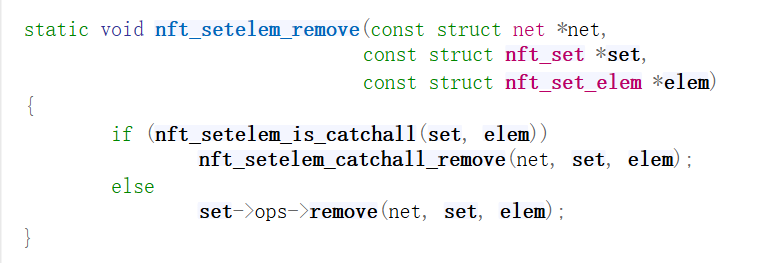 static void nft_setelem_remove(const struct net *net,
const struct nft_set *set,
const struct nft_set_elem *elem)
{
if (nft_setelem_is_catchall(set, elem))
nft_setelem_catchall_remove(net, set, elem);
else
set->ops->remove(net, set, elem);
}